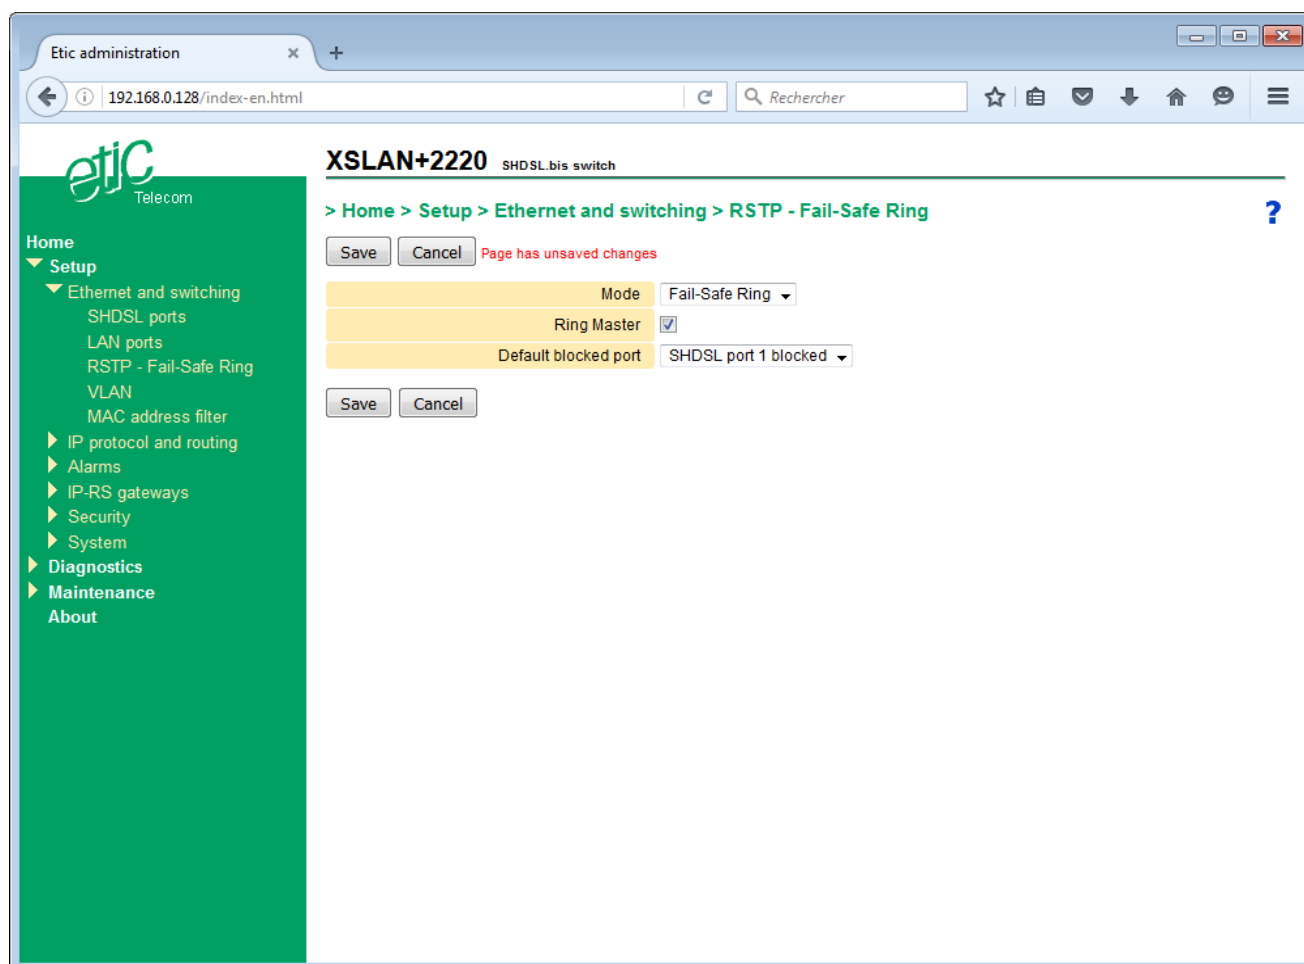 Etic administration
192.168.0.128/index-en.html
Rechercher
etic
Telecom
XSLAN+2220 SHDSL.bis switch
> Home > Setup > Ethernet and switching > RSTP - Fail-Safe Ring
?
Home
Setup
Ethernet and switching
SHDSL ports
LAN ports
RSTP - Fail-Safe Ring
VLAN
MAC address filter
IP protocol and routing
Alarms
IP-RS gateways
Security
System
Diagnostics
Maintenance
About
Save Cancel Page has unsaved changes
Mode Fail-Safe Ring
Ring Master
Default blocked port SHDSL port 1 blocked
Save Cancel